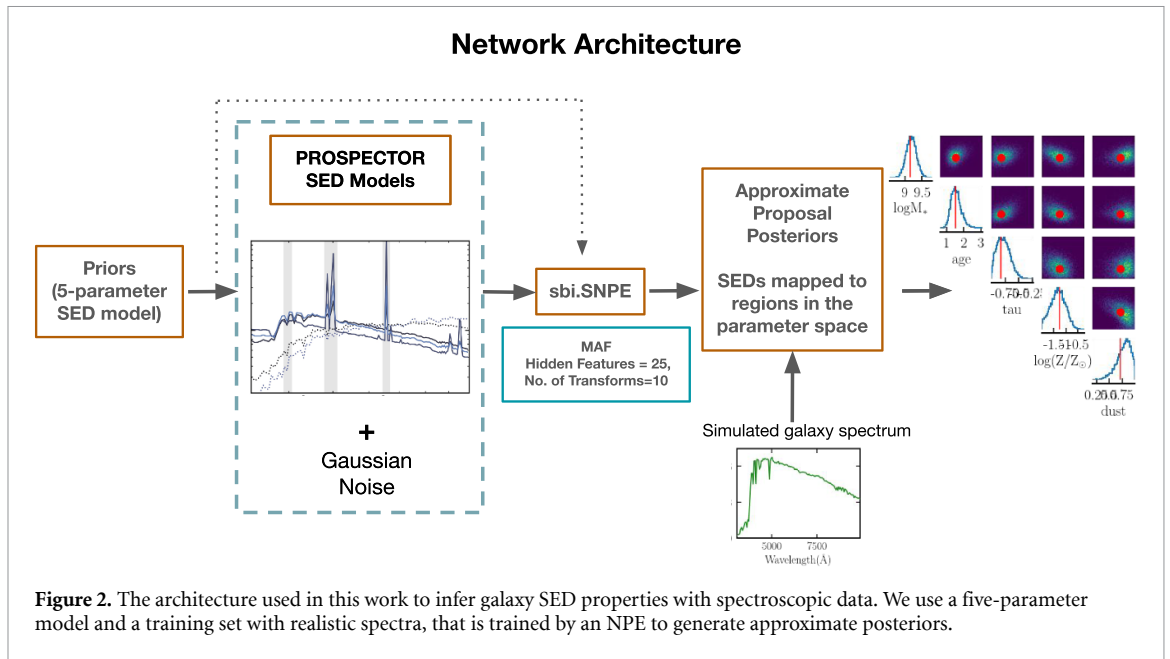 Network Architecture
PROSPECTOR
SED Models
Priors
(5-parameter
SED model)
+
Gaussian
Noise
sbi.SNPE
MAF
Hidden Features = 25,
No. of Transforms=10
Approximate
Proposal
Posteriors
SEDs mapped to
regions in the
parameter space
Simulated galaxy spectrum
5000 7500
Wavelength(Å)
9 9.5
logM*
1 2 3
age
tau
log(Z/Z☉)
dust
Figure 2. The architecture used in this work to infer galaxy SED properties with spectroscopic data. We use a five-parameter
model and a training set with realistic spectra, that is trained by an NPE to generate approximate posteriors.